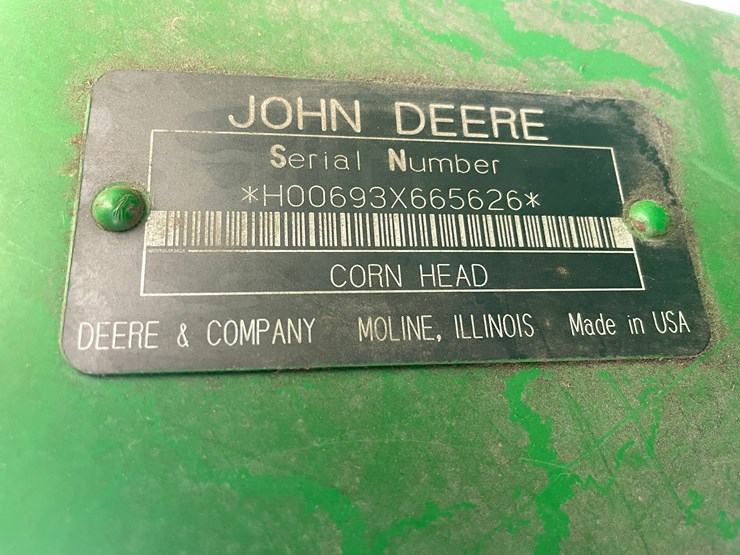 JOHN DEERE
Serial Number
*H00693X665626*
CORN HEAD
DEERE & COMPANY MOLINE, ILLINOIS Made in USA